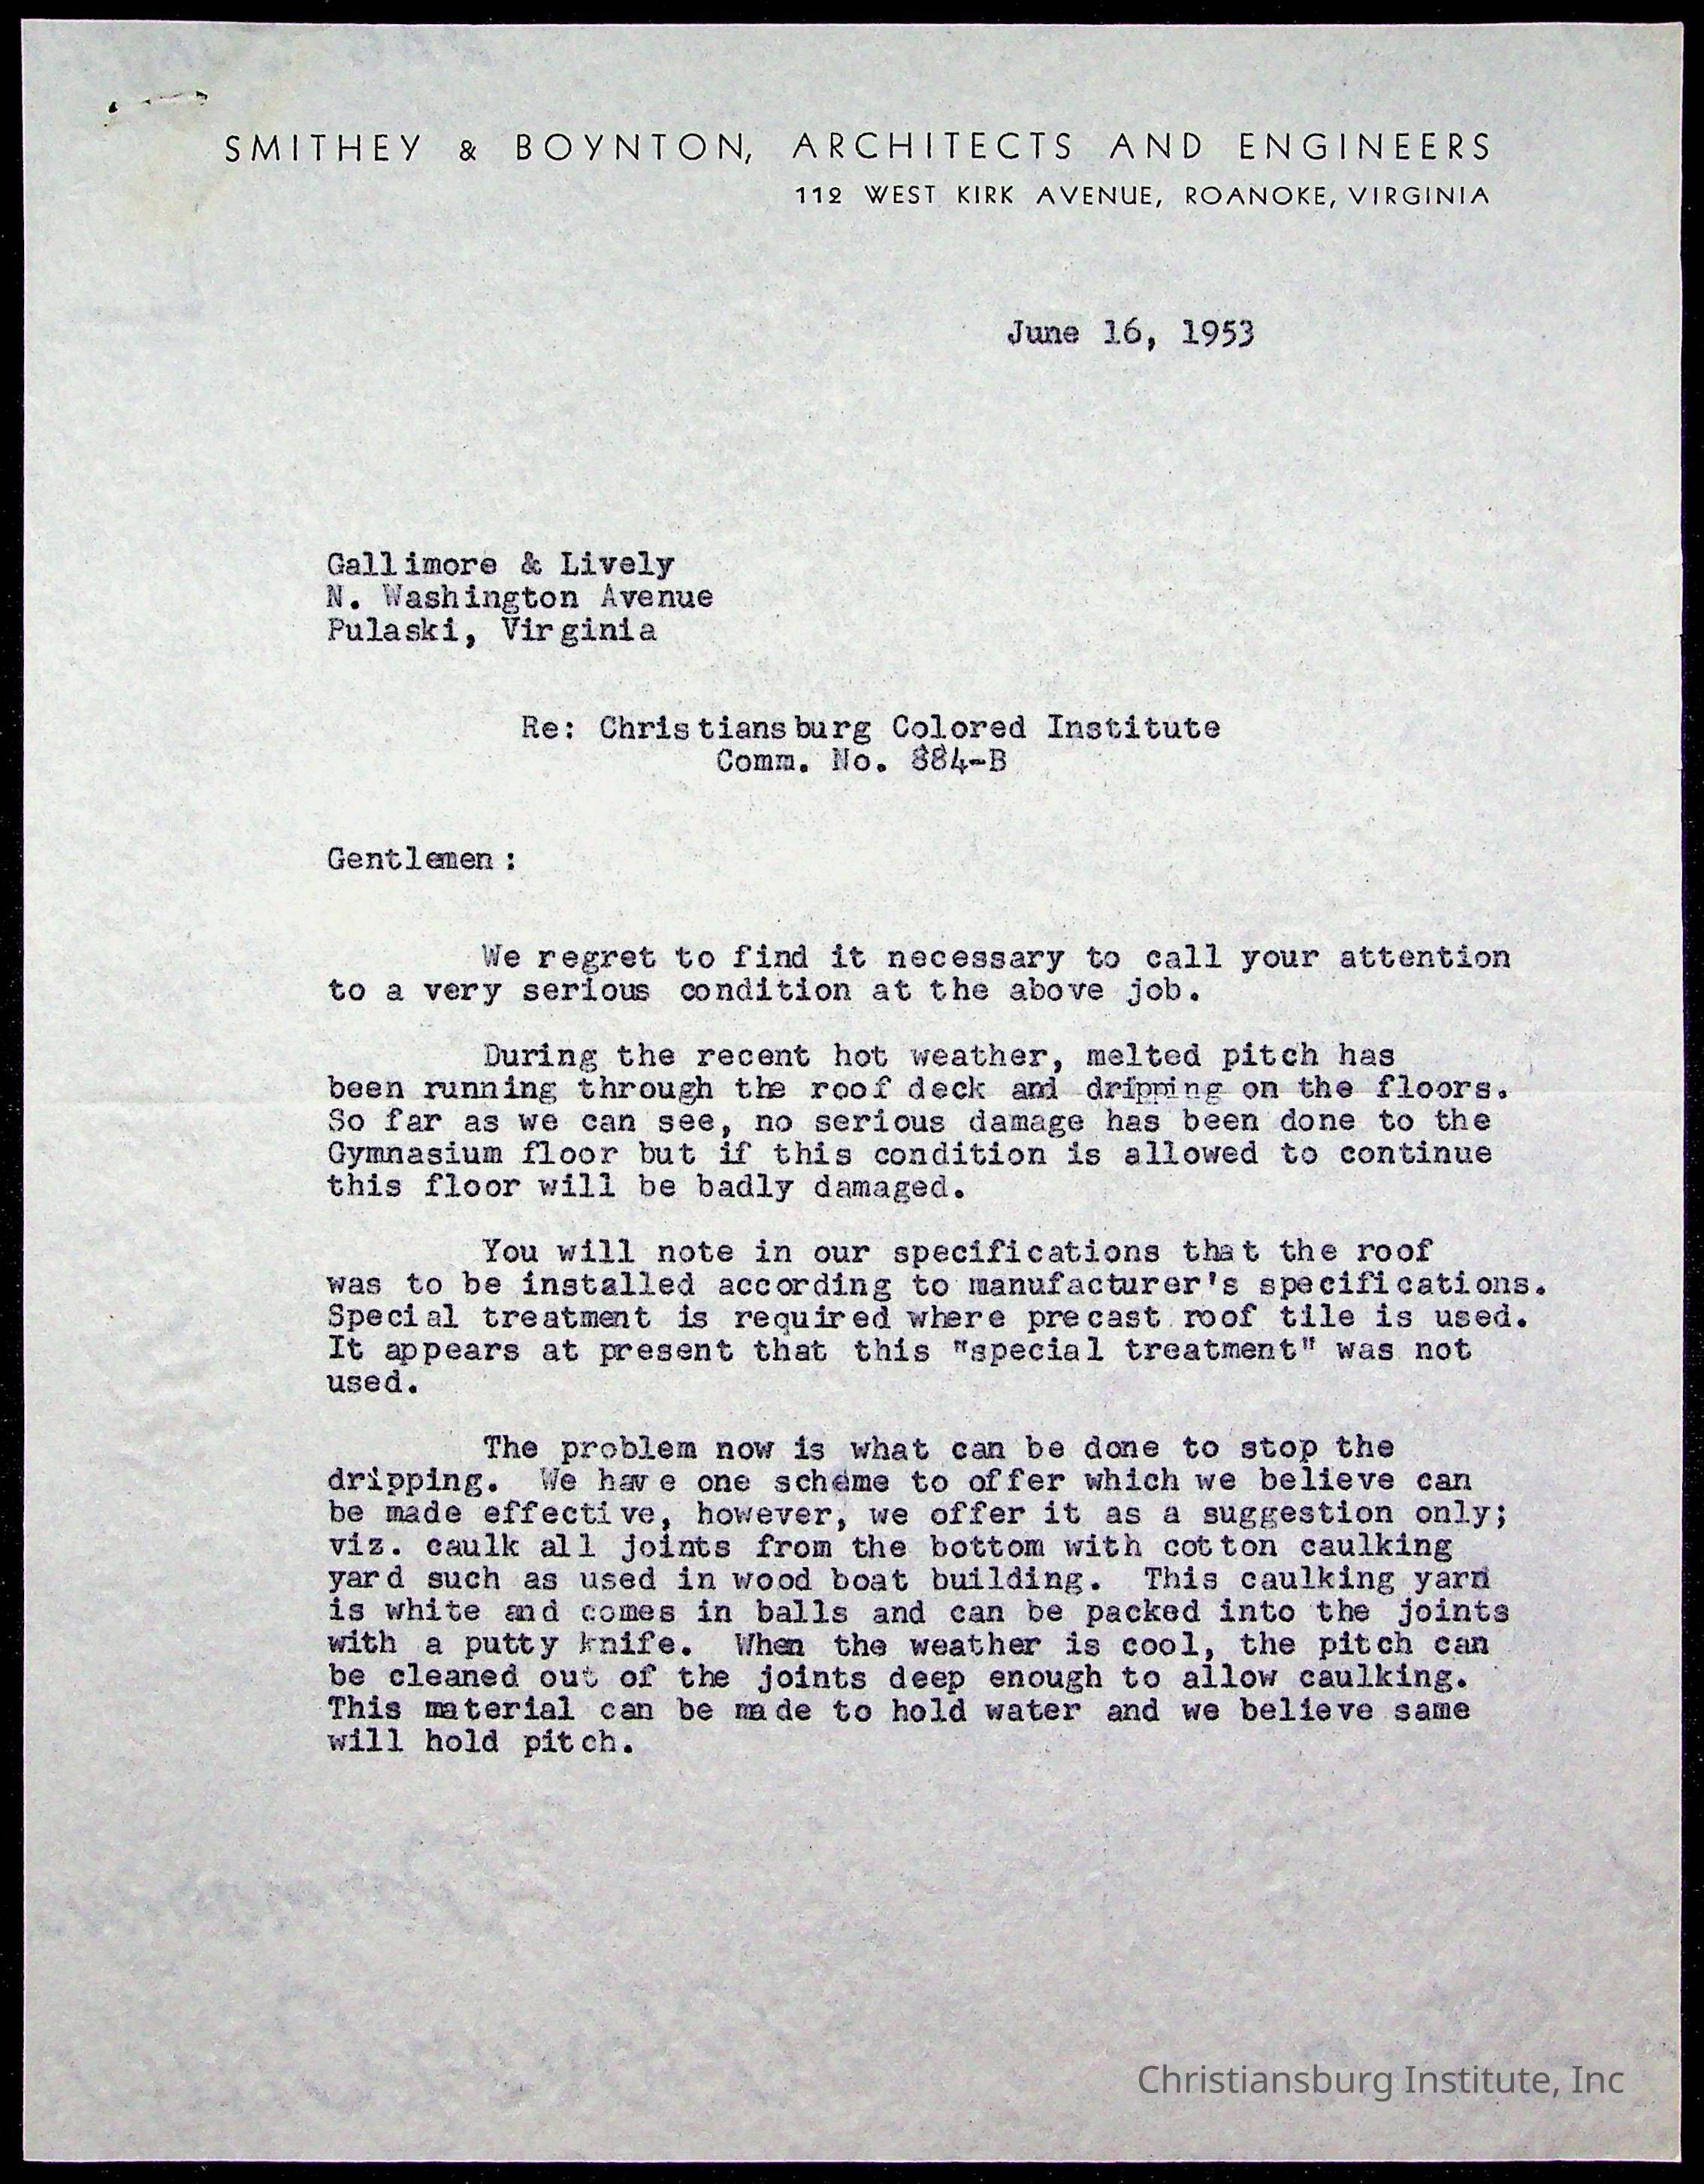 SMITHEY & BOYNTON, ARCHITECTS AND ENGINEERS
112 WEST KIRK AVENUE, ROANOKE, VIRGINIA
June 16, 1953
Gallimore & Lively
N. Washington Avenue
Pulaski, Virginia
Re: Christiansburg Colored Institute
Comm. No. 884-B
Gentlemen:
We regret to find it necessary to call your attention
to a very serious condition at the above job.
During the recent hot weather, melted pitch has
been running through the roof deck and dripping on the floors.
So far as we can see, no serious damage has been done to the
Gymnasium floor but if this condition is allowed to continue
this floor will be badly damaged.
You will note in our specifications that the roof
was to be installed according to manufacturer's specifications.
Special treatment is required where precast roof tile is used.
It appears at present that this "special treatment" was not
used.
The problem now is what can be done to stop the
dripping. We have one scheme to offer which we believe can
be made effective, however, we offer it as a suggestion only;
viz. caulk all joints from the bottom with cotton caulking
yard such as used in wood boat building. This caulking yarn
is white and comes in balls and can be packed into the joints
with a putty knife. When the weather is cool, the pitch can
be cleaned out of the joints deep enough to allow caulking.
This material can be made to hold water and we believe same
will hold pitch.
Christiansburg Institute, Inc